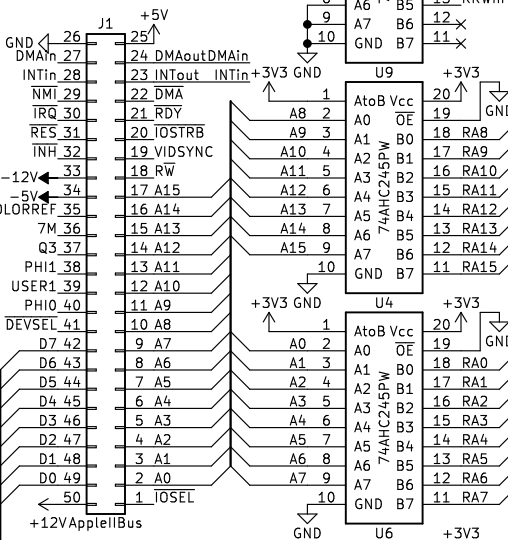 A6 B5 13 RRWin
9 A7 B6 12
10 GND B7 11
GND
J1
+5V
GND 26 25
DMAin 27 24 DMAoutDMAin
INTin 28 23 INTout INTin
NMI 29 22 DMA
IRQ 30 21 RDY
RES 31 20 IOSTRB
INH 32 19 VIDSYNC
-12V 33 18 RW
-5V 34 17 A15
OLORREF 35 16 A14
7M 36 15 A13
Q3 37 14 A12
PHI1 38 13 A11
USER1 39 12 A10
PHI0 40 11 A9
DEVSEL 41 10 A8
D7 42 9 A7
D6 43 8 A6
D5 44 7 A5
D4 45 6 A4
D3 46 5 A3
D2 47 4 A2
D1 48 3 A1
D0 49 2 A0
50 1 IOSEL
+12V AppleIIBus
U9
+3V3 +3V3
1 AtoB Vcc 20
GND
A8 2 A0 OE 19
A9 3 A1 B0 18 RA8
A10 4 A2 B1 17 RA9
A11 5 A3 B2 16 RA10
A12 6 A4 B3 15 RA11
A13 7 A5 B4 14 RA12
A14 8 A6 B5 13 RA13
A15 9 A7 B6 12 RA14
10 GND B7 11 RA15
74AHC245PW
GND
U4
+3V3 +3V3
1 AtoB Vcc 20
GND
A0 2 A0 OE 19
A1 3 A1 B0 18 RA0
A2 4 A2 B1 17 RA1
A3 5 A3 B2 16 RA2
A4 6 A4 B3 15 RA3
A5 7 A5 B4 14 RA4
A6 8 A6 B5 13 RA5
A7 9 A7 B6 12 RA6
10 GND B7 11 RA7
74AHC245PW
GND
U6
+3V3